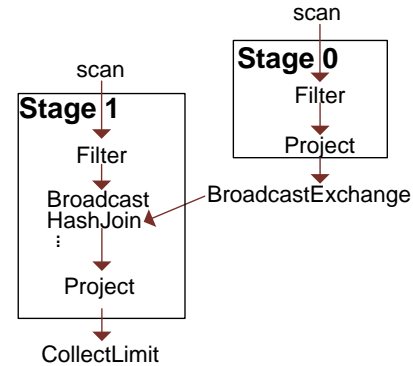 scan
Stage 0
Filter
Project
BroadcastExchange
scan
Stage 1
Filter
Broadcast
HashJoin
...
Project
CollectLimit